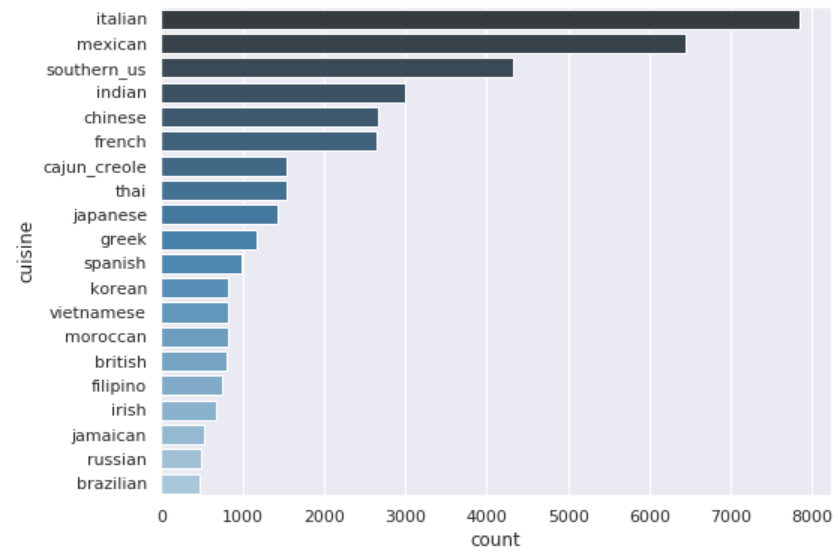 italian
mexican
southern_us
indian
chinese
french
cajun_creole
thai
japanese
greek
spanish
korean
vietnamese
moroccan
british
filipino
irish
jamaican
russian
brazilian
cuisine
0 1000 2000 3000 4000 5000 6000 7000 8000
count